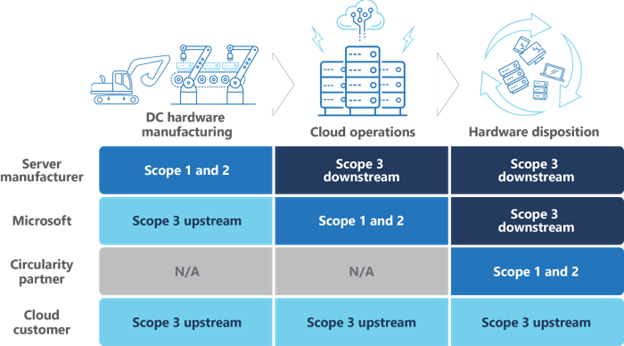 DC hardware
manufacturing
Cloud operations
Hardware disposition
Server
manufacturer
Scope 1 and 2
Scope 3
downstream
Scope 3
downstream
Microsoft
Scope 3 upstream
Scope 1 and 2
Scope 3
downstream
Circularity
partner
N/A
N/A
Scope 1 and 2
Cloud
customer
Scope 3 upstream
Scope 3 upstream
Scope 3 upstream